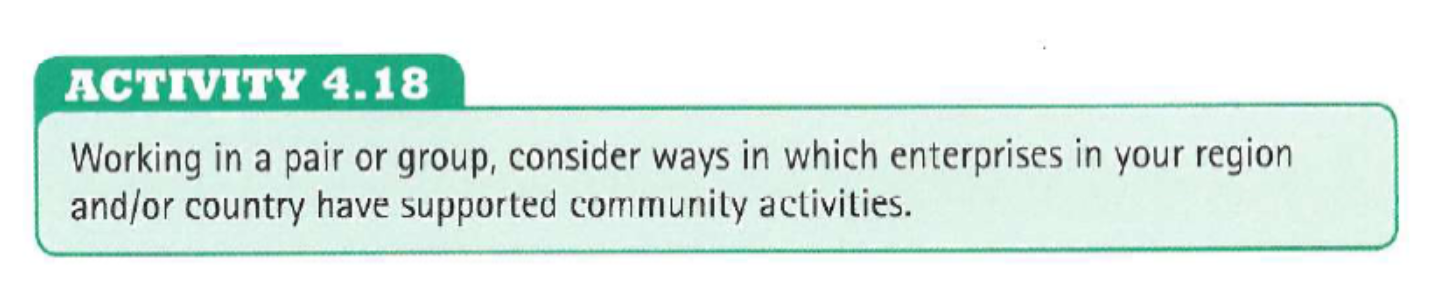 ACTIVITY 4.18
Working in a pair or group, consider ways in which enterprises in your region
and/or country have supported community activities.